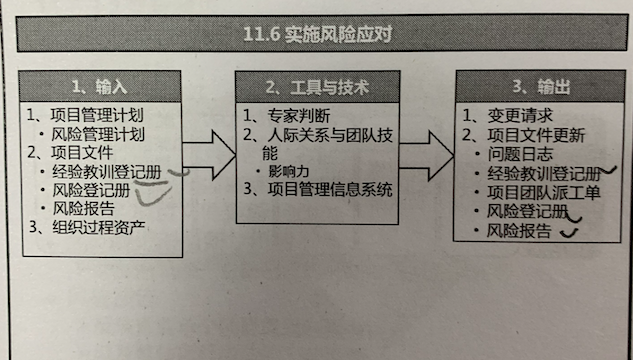 11.6 实施风险应对
1、输入
1、项目管理计划
• 风险管理计划
2、项目文件
• 经验教训登记册
• 风险登记册
• 风险报告
3、组织过程资产
2、工具与技术
1、专家判断
2、人际关系与团队技
能
• 影响力
3、项目管理信息系统
3、输出
1、变更请求
2、项目文件更新
• 问题日志
• 经验教训登记册
• 项目团队派工单
• 风险登记册
• 风险报告